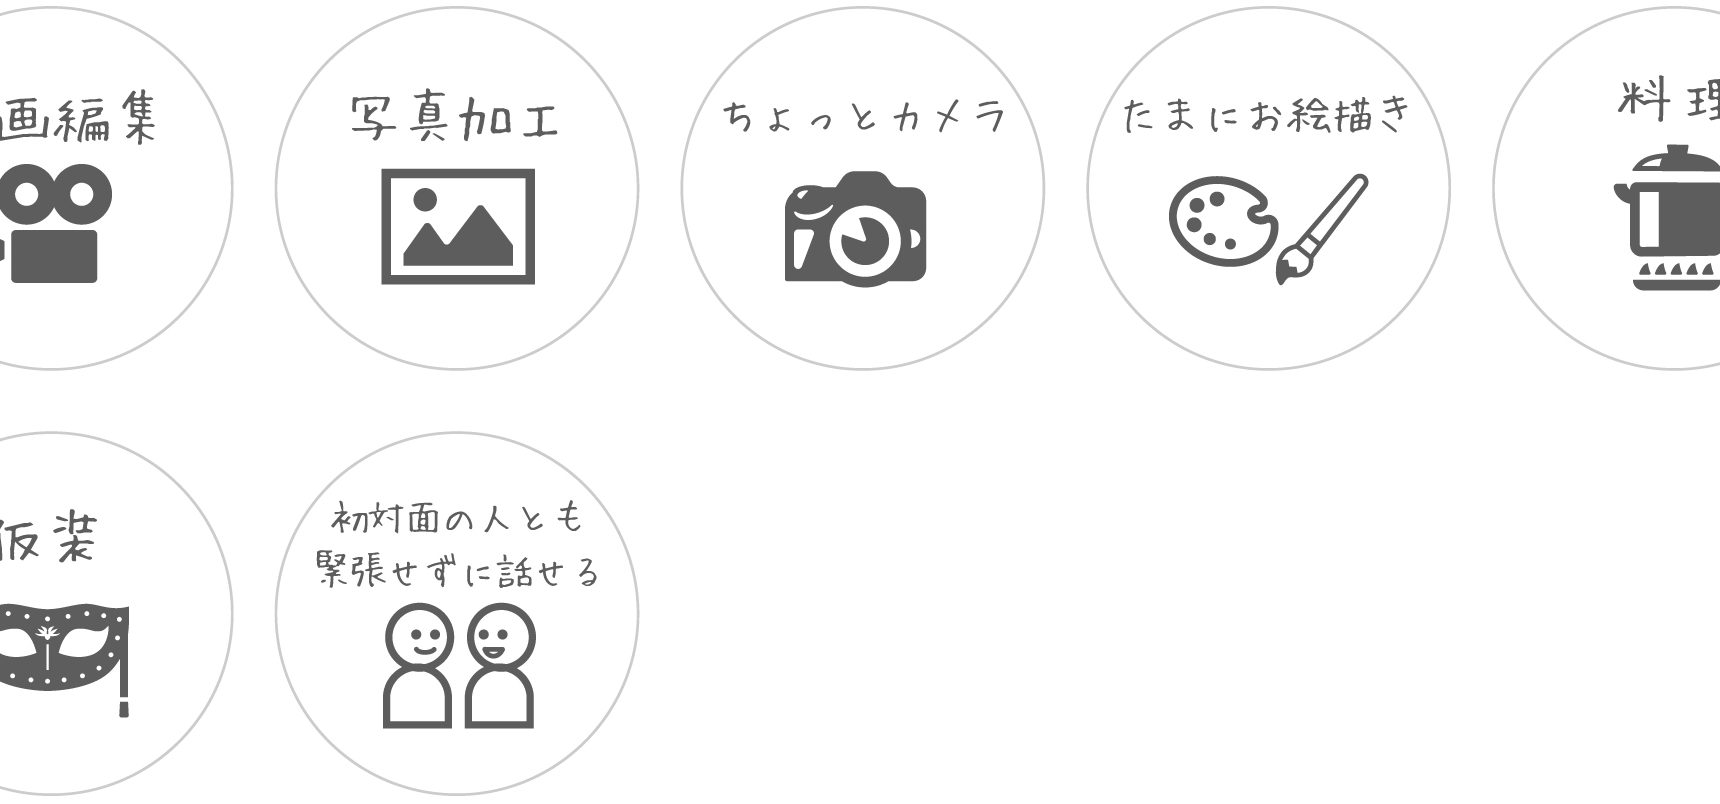 画編集
写真加工
ちょっとカメラ
たまにお絵描き
料理
仮装
初対面の人とも
緊張せずに話せる